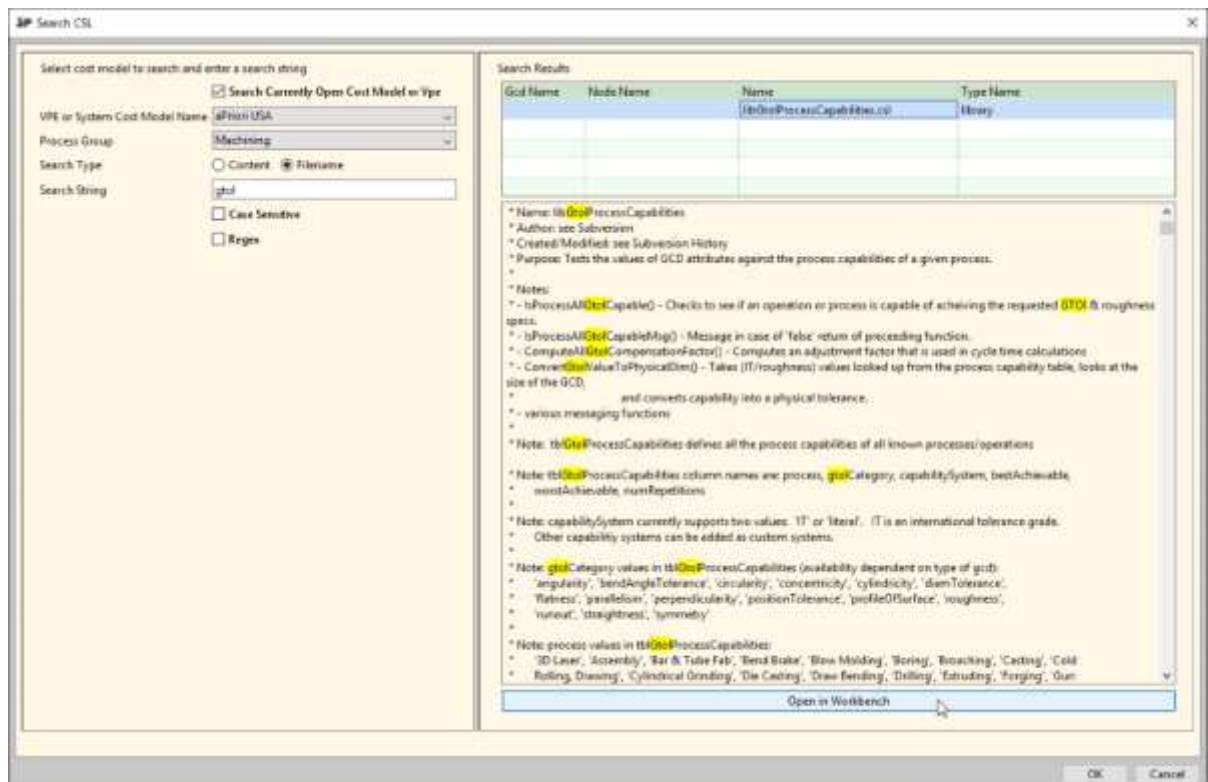 aP Search CSL
Select cost model to search and enter a search string
Search Currently Open Cost Model or Vpe
VPE or System Cost Model Name aPriori USA
Process Group Machining
Search Type Content Filename
Search String gtol
Case Sensitive
Regex
Search Results
Gcd Name Node Name Name Type Name
libGtolProcessCapabilities.csl library
* Name: libGtolProcessCapabilities
* Author: see Subversion
* Created/Modified: see Subversion History
* Purpose: Tests the values of GCD attributes against the process capabilities of a given process.
*
* Notes:
* - IsProcessAllGtolCapable() - Checks to see if an operation or process is capable of acheiving the requested GTOl & roughness
specs.
* - IsProcessAllGtolCapableMsg() - Message in case of 'false' return of preceeding function.
* - ComputeAllGtolCompensationFactor() - Computes an adjustment factor that is used in cycle time calculations
* - ConvertGtolValueToPhysicalDim() - Takes (IT/roughness) values looked up from the process capability table, looks at the
size of the GCD,
* and converts capability into a physical tolerance.
* - various messaging functions
*
* Note: tblGtolProcessCapabilities defines all the process capabilities of all known processes/operations
*
* Note: tblGtolProcessCapabilities column names are: process, gtolCategory, capabilitySystem, bestAchievable,
* worstAchievable, numRepetitions
*
* Note: capabilitySystem currently supports two values: 'IT' or 'literal'. IT is an international tolerance grade.
* Other capability systems can be added as custom systems.
*
* Note: gtolCategory values in tblGtolProcessCapabilities (availability dependent on type of gcd):
* 'angularity', 'bendAngleTolerance', 'circularity', 'concentricity', 'cylindricity', 'diamTolerance',
* 'flatness', 'parallelism', 'perpendicularity', 'positionTolerance', 'profileOfSurface', 'roughness',
* 'runout', 'straightness', 'symmetry'
*
* Note: process values in tblGtolProcessCapabilities:
* '3D Laser', 'Assembly', 'Bar & Tube Fab', 'Bend Brake', 'Blow Molding', 'Boring', 'Broaching', 'Casting', 'Cold
* Rolling, Drawing', 'Cylindrical Grinding', 'Die Casting', 'Draw Bending', 'Drilling', 'Extruding', 'Forging', 'Gun
Open in Workbench
OK Cancel